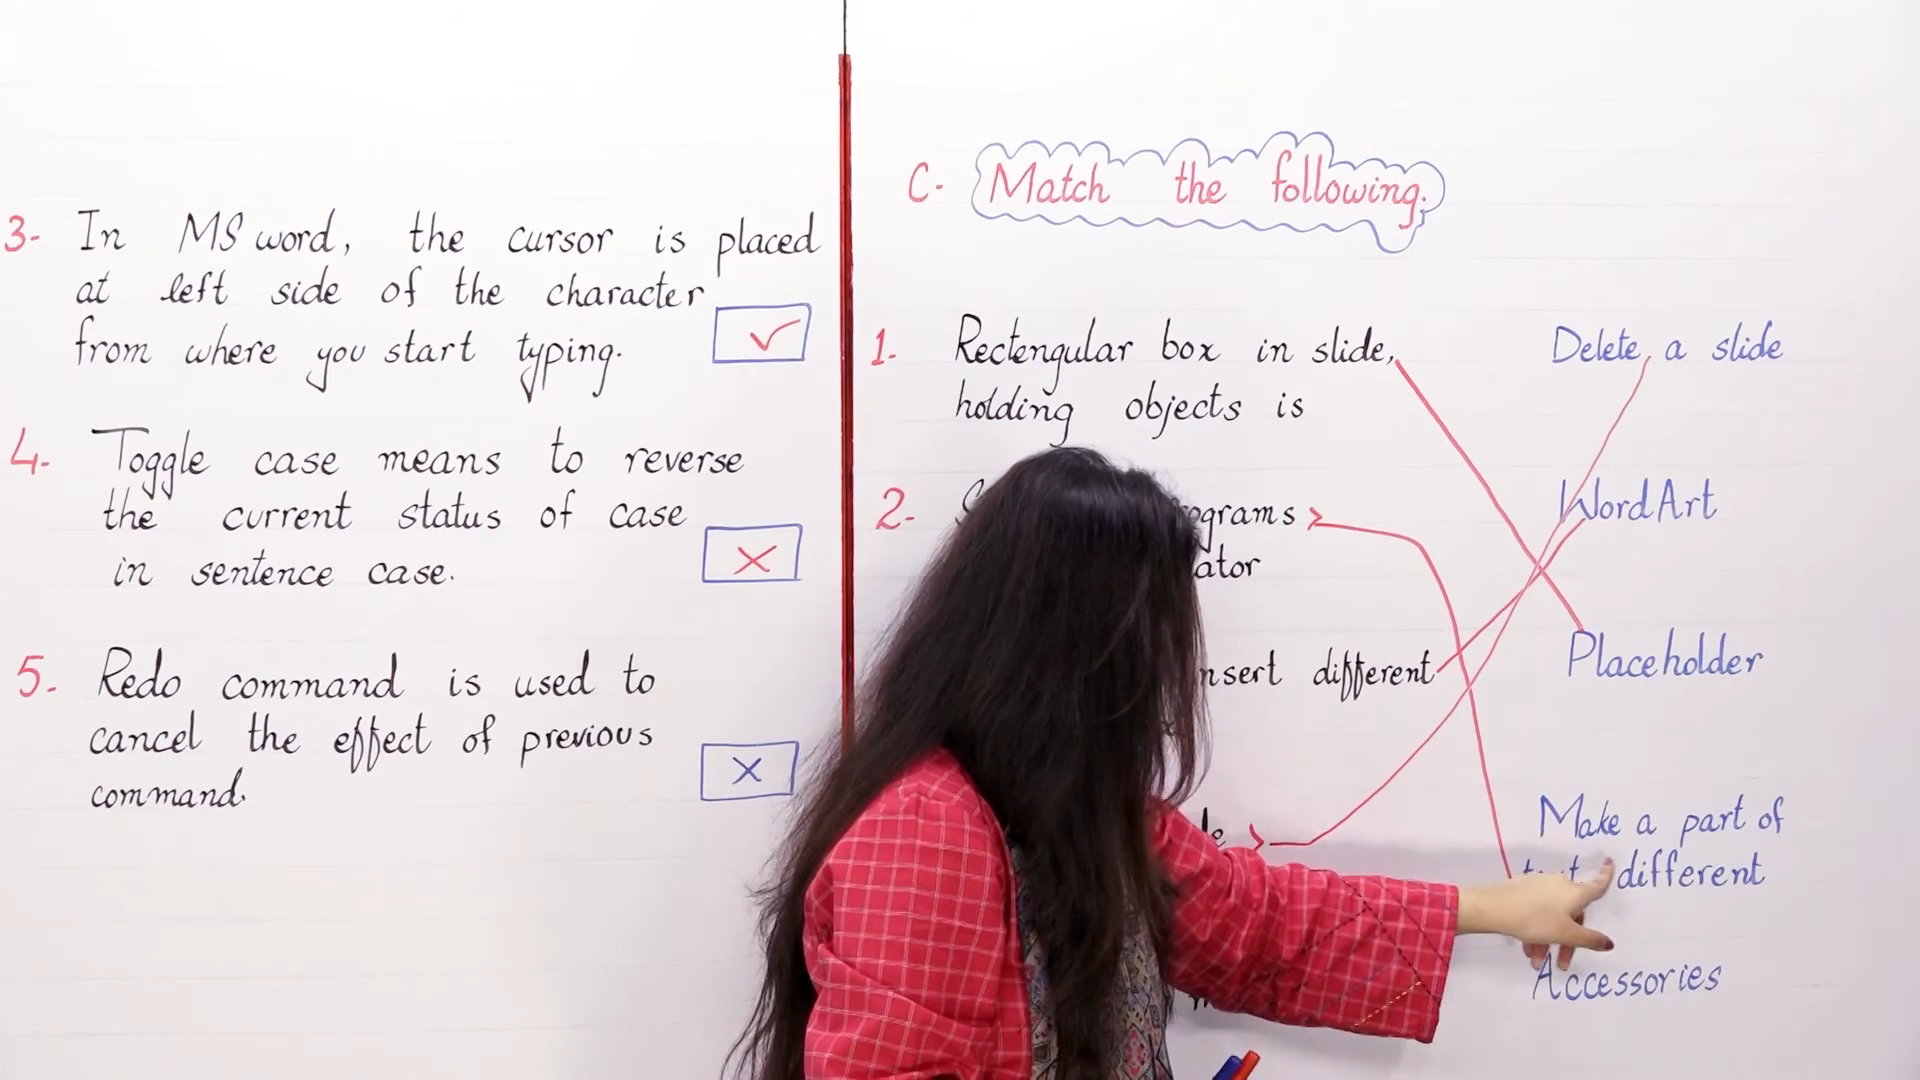 3- In MS word, the cursor is placed
at left side of the character
from where you start typing.
4- Toggle case means to reverse
the current status of case
in sentence case.
5- Redo command is used to
cancel the effect of previous
command.
C- Match the following.
1- Rectengular box in slide,
holding objects is
2-
different
Delete a slide
WordArt
Placeholder
Make a part of
different
Accessories